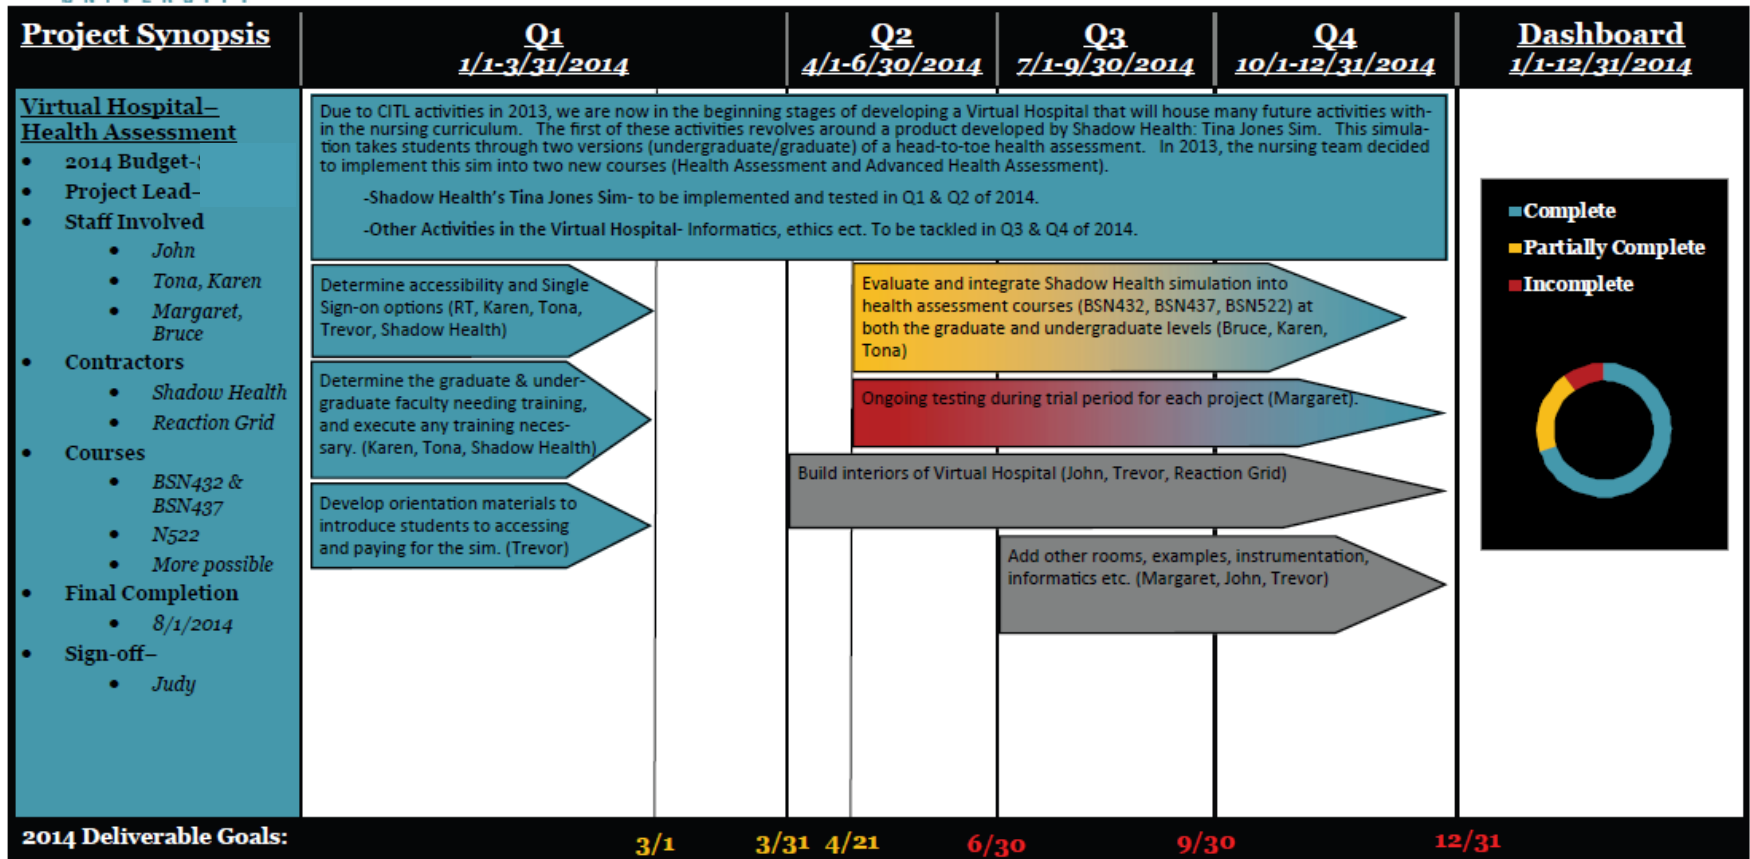 Project Synopsis
Q1
1/1-3/31/2014
Q2
4/1-6/30/2014
Q3
7/1-9/30/2014
Q4
10/1-12/31/2014
Dashboard
1/1-12/31/2014
Virtual Hospital–
Health Assessment
• 2014 Budget-
• Project Lead–
• Staff Involved
• John
• Tona, Karen
• Margaret,
Bruce
• Contractors
• Shadow Health
• Reaction Grid
• Courses
• BSN432 &
BSN437
• N522
• More possible
• Final Completion
• 8/1/2014
• Sign-off–
• Judy
Due to CITL activities in 2013, we are now in the beginning stages of developing a Virtual Hospital that will house many future activities with-
in the nursing curriculum. The first of these activities revolves around a product developed by Shadow Health: Tina Jones Sim. This simula-
tion takes students through two versions (undergraduate/graduate) of a head-to-toe health assessment. In 2013, the nursing team decided
to implement this sim into two new courses (Health Assessment and Advanced Health Assessment).
-Shadow Health's Tina Jones Sim- to be implemented and tested in Q1 & Q2 of 2014.
-Other Activities in the Virtual Hospital- Informatics, ethics ect. To be tackled in Q3 & Q4 of 2014.
Determine accessibility and Single
Sign-on options (RT, Karen, Tona,
Trevor, Shadow Health)
Determine the graduate & under-
graduate faculty needing training,
and execute any training neces-
sary. (Karen, Tona, Shadow Health)
Develop orientation materials to
introduce students to accessing
and paying for the sim. (Trevor)
Evaluate and integrate Shadow Health simulation into
health assessment courses (BSN432, BSN437, BSN522) at
both the graduate and undergraduate levels (Bruce, Karen,
Tona)
Ongoing testing during trial period for each project (Margaret).
Build interiors of Virtual Hospital (John, Trevor, Reaction Grid)
Add other rooms, examples, instrumentation,
informatics etc. (Margaret, John, Trevor)
Complete
Partially Complete
Incomplete
2014 Deliverable Goals:
3/1
3/31
4/21
6/30
9/30
12/31